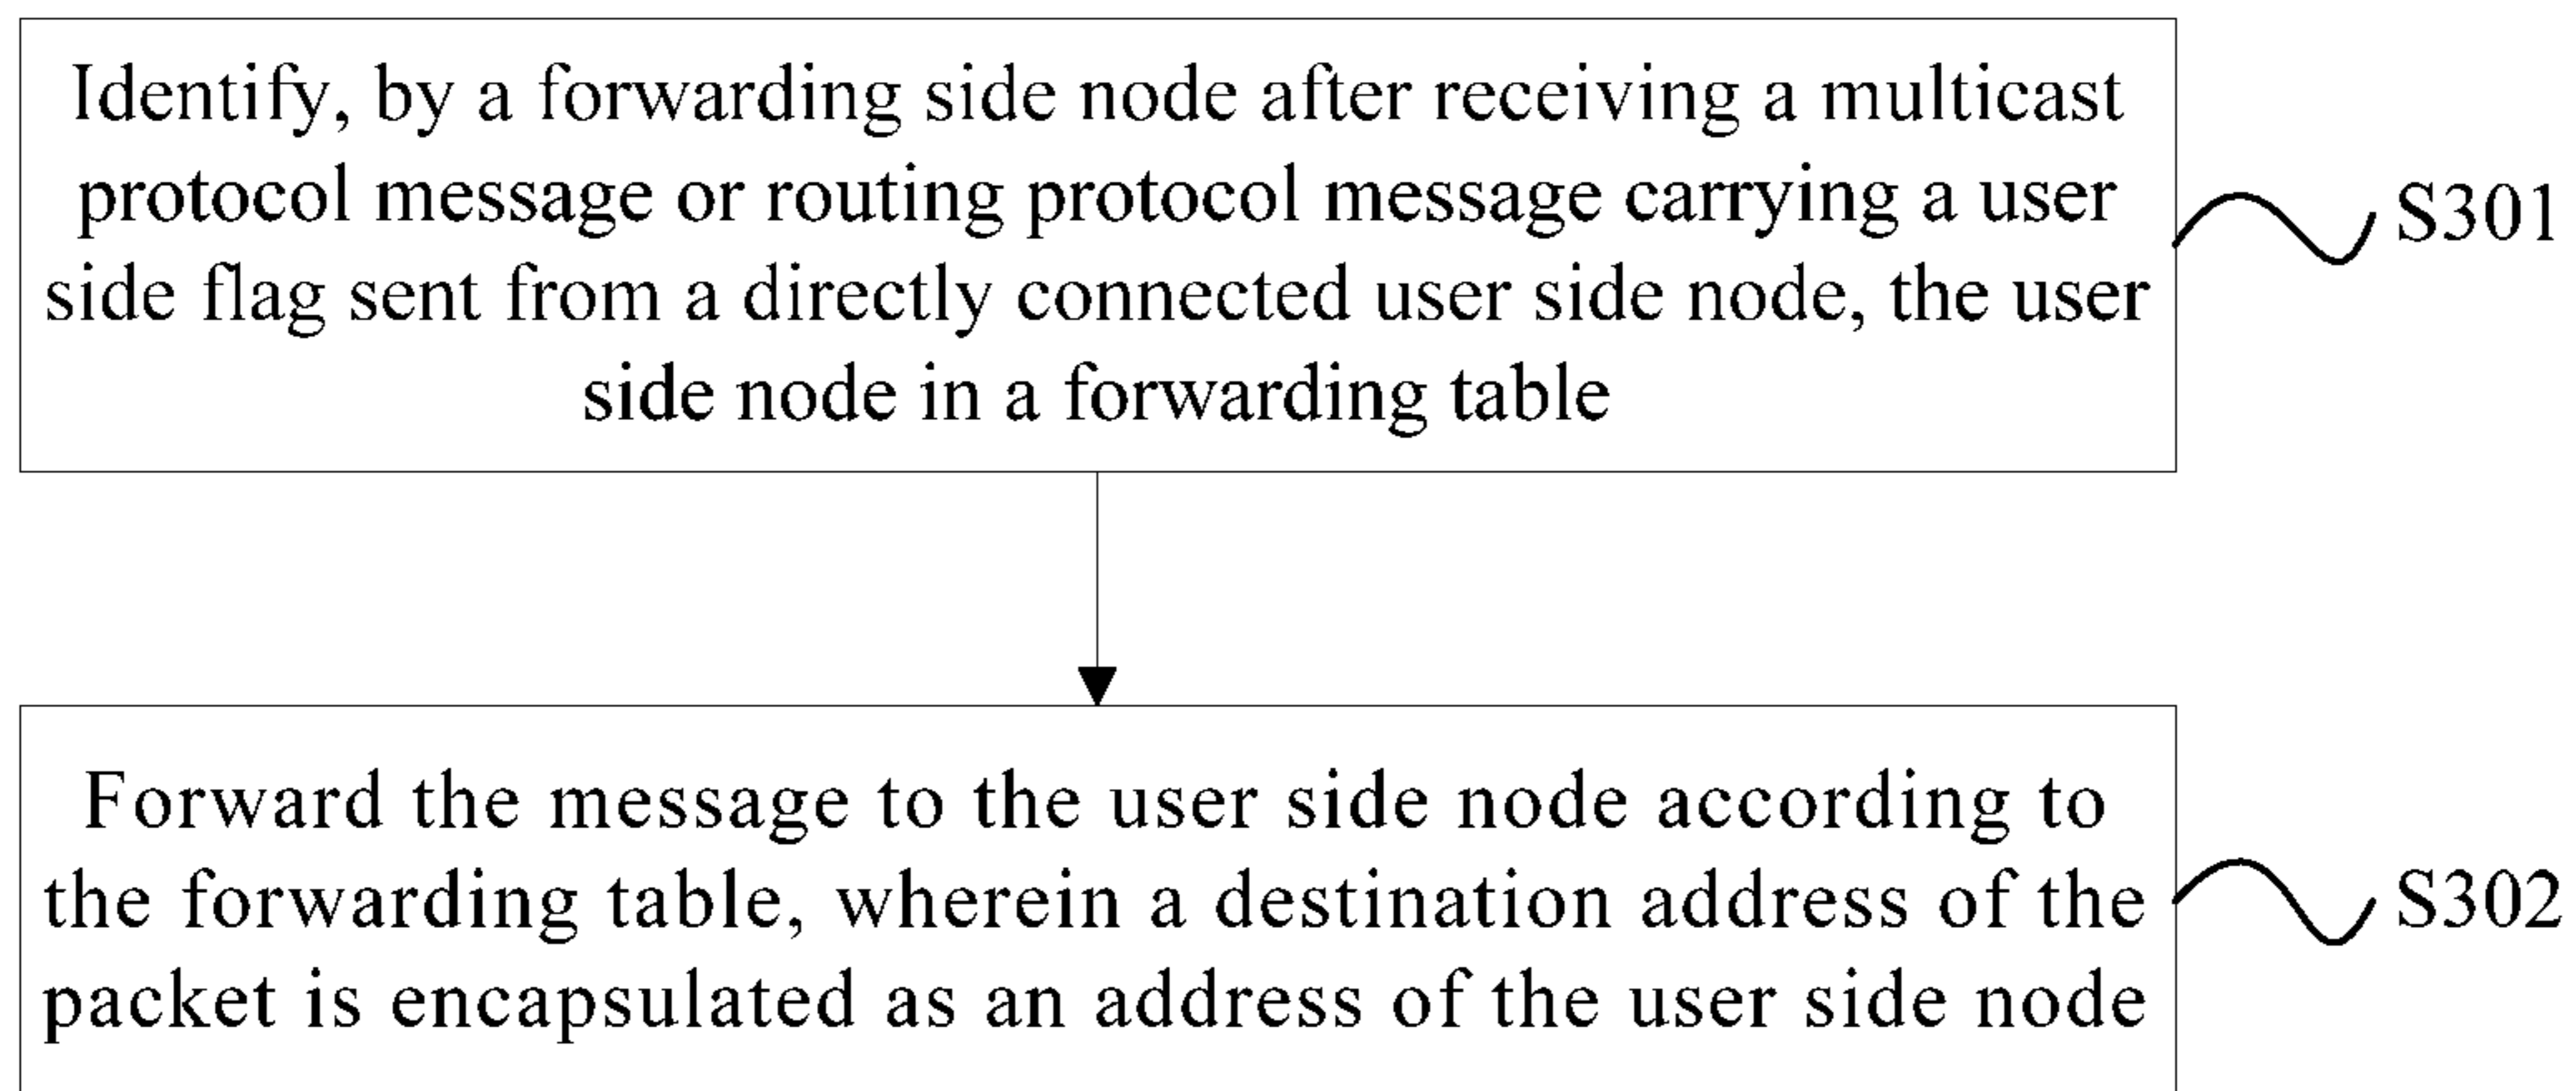 Identify, by a forwarding side node after receiving a multicast
protocol message or routing protocol message carrying a user
side flag sent from a directly connected user side node, the user
side node in a forwarding table
S301
Forward the message to the user side node according to
the forwarding table, wherein a destination address of the
packet is encapsulated as an address of the user side node
S302